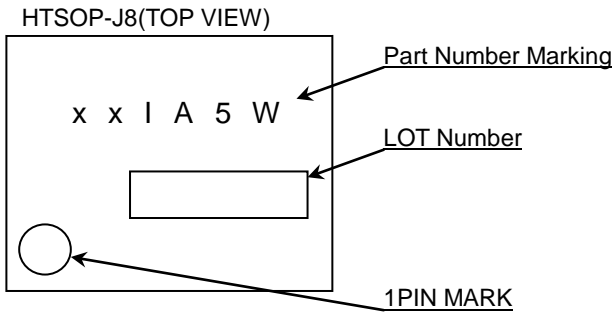 HTSOP-J8(TOP VIEW)
Part Number Marking
x x I A 5 W
LOT Number
1PIN MARK